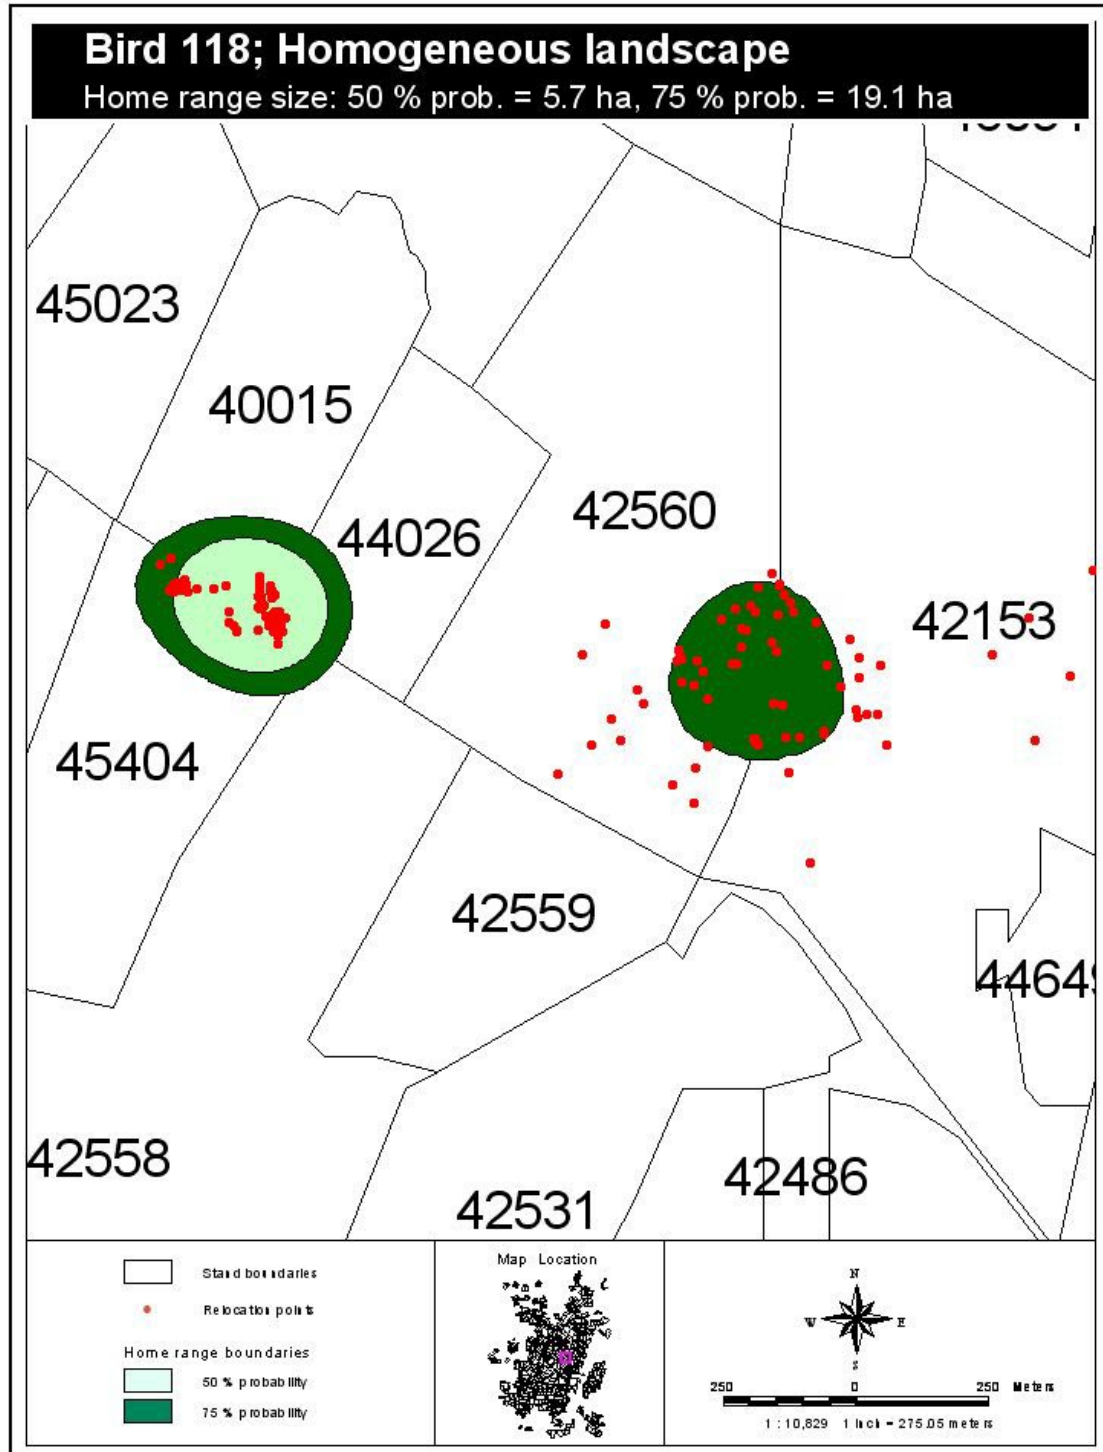 Bird 118; Homogeneous landscape
Home range size: 50 % prob. = 5.7 ha, 75 % prob. = 19.1 ha
45023
40015
42560
44026
42153
45404
42559
4464
42558
42486
42531
Stand boundaries
Relocation points
Home range boundaries
50 % probability
75 % probability
Map Location
N
W E
S
250 0 250 Meters
1 : 10,829 1 Inch = 275.05 meters